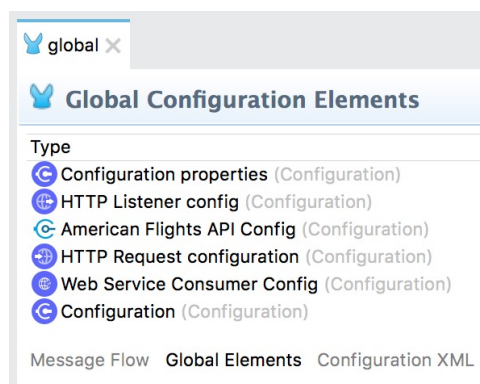 global
Global Configuration Elements
Type
Configuration properties (Configuration)
HTTP Listener config (Configuration)
American Flights API Config (Configuration)
HTTP Request configuration (Configuration)
Web Service Consumer Config (Configuration)
Configuration (Configuration)
Message Flow Global Elements Configuration XML